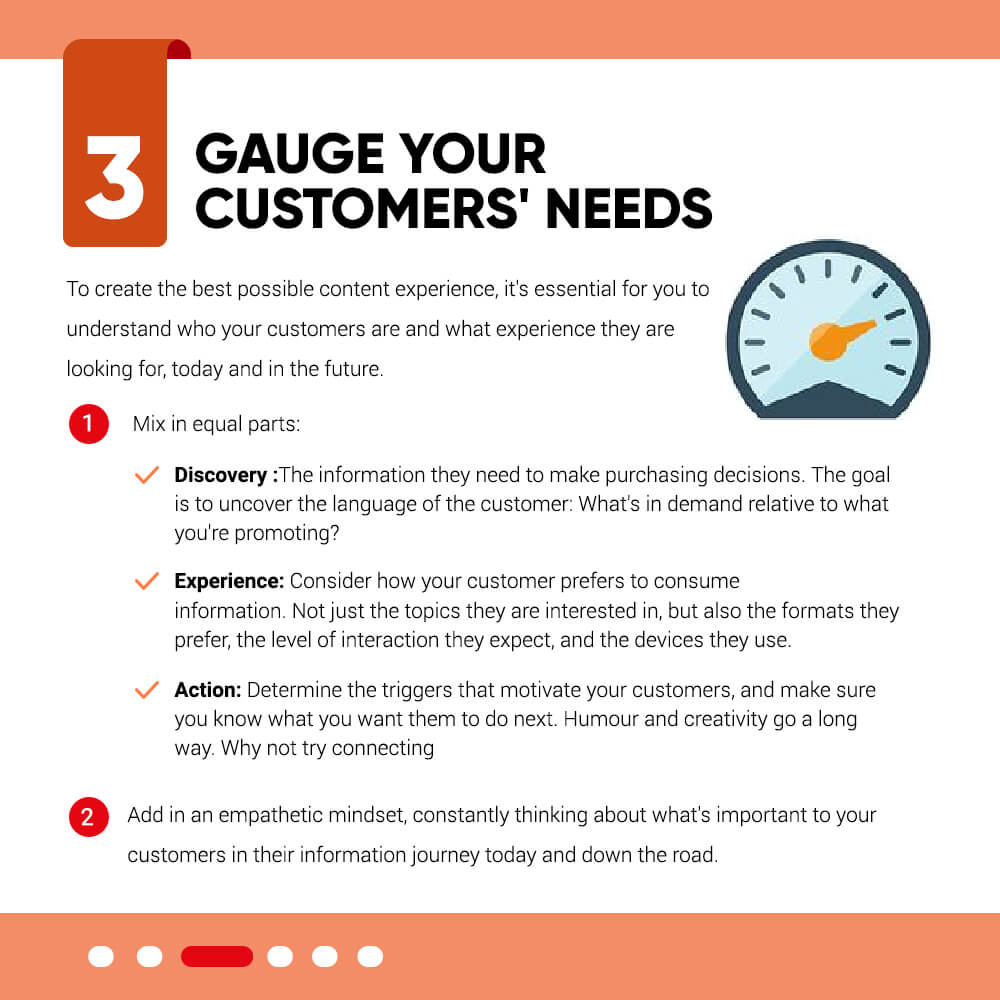 3
GAUGE YOUR
CUSTOMERS' NEEDS
To create the best possible content experience, it's essential for you to
understand who your customers are and what experience they are
looking for, today and in the future.
1 Mix in equal parts:
Discovery :The information they need to make purchasing decisions. The goal
is to uncover the language of the customer: What's in demand relative to what
you're promoting?
Experience: Consider how your customer prefers to consume
information. Not just the topics they are interested in, but also the formats they
prefer, the level of interaction they expect, and the devices they use.
Action: Determine the triggers that motivate your customers, and make sure
you know what you want them to do next. Humour and creativity go a long
way. Why not try connecting
2 Add in an empathetic mindset, constantly thinking about what's important to your
customers in their information journey today and down the road.